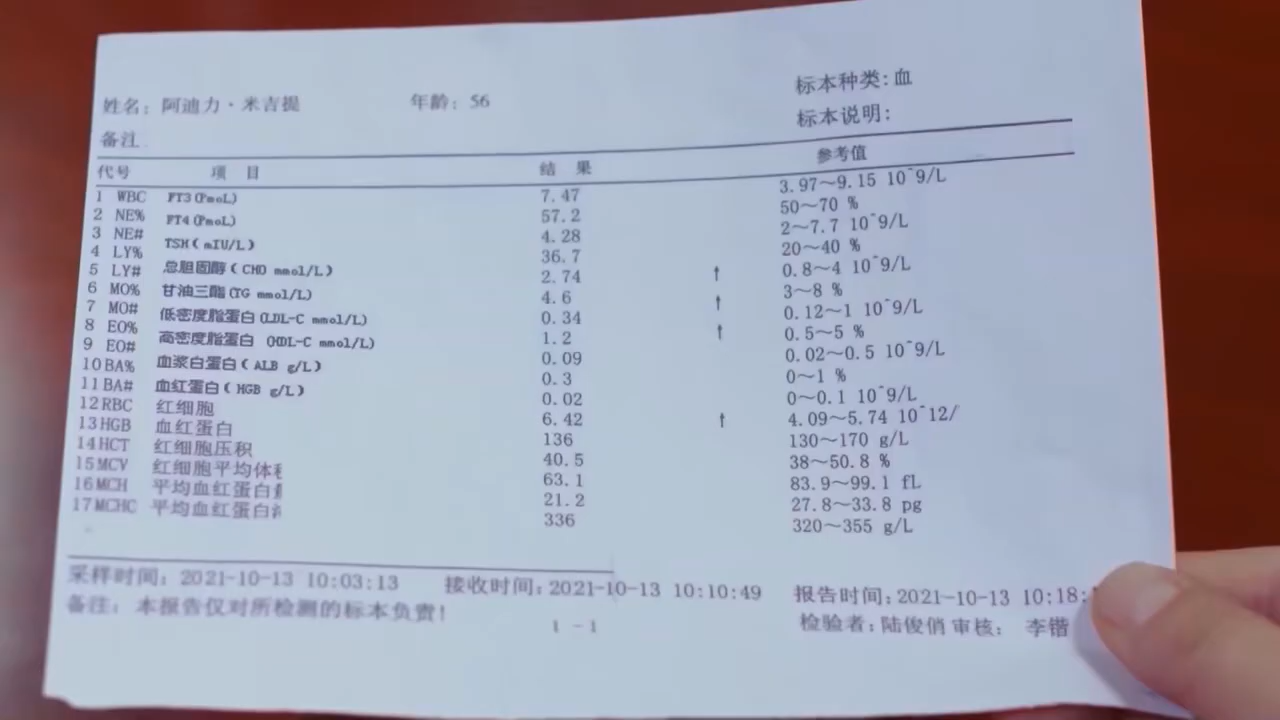 标本种类:血
姓名: 阿迪力·米吉提 年龄: 56
标本说明:
备注
代号 项 目 结 果 参考值
1 WBC FT3(PmoL) 7.47 3.97~9.15 10^9/L
2 NE% FT4(PmoL) 57.2 50~70 %
3 NE# TSH(mIU/L) 4.28 2~7.7 10^9/L
4 LY% 总胆固醇(CHO mmol/L) 36.7 20~40 %
5 LY# 甘油三酯(TG mmol/L) 2.74 ↑ 0.8~4 10^9/L
6 MO% 低密度脂蛋白(LDL-C mmol/L) 4.6 ↑ 3~8 %
7 MO# 高密度脂蛋白 (HDL-C mmol/L) 0.34 ↑ 0.12~1 10^9/L
8 EO% 血浆白蛋白(ALB g/L) 1.2 0.5~5 %
9 EO# 血红蛋白(HGB g/L) 0.09 0.02~0.5 10^9/L
10 BA% 0.3 0~1 %
11 BA# 0.02 0~0.1 10^9/L
12 RBC 红细胞 6.42 ↑ 4.09~5.74 10^12/
13 HGB 血红蛋白 136 130~170 g/L
14 HCT 红细胞压积 40.5 38~50.8 %
15 MCV 红细胞平均体积 63.1 83.9~99.1 fL
16 MCH 平均血红蛋白量 21.2 27.8~33.8 pg
17 MCHC 平均血红蛋白 336 320~355 g/L
采样时间: 2021-10-13 10:03:13 接收时间: 2021-10-13 10:10:49 报告时间: 2021-10-13 10:18:
备注: 本报告仅对所检测的标本负责!
1 -1
检验者: 陆俊俏 审核: 李锴